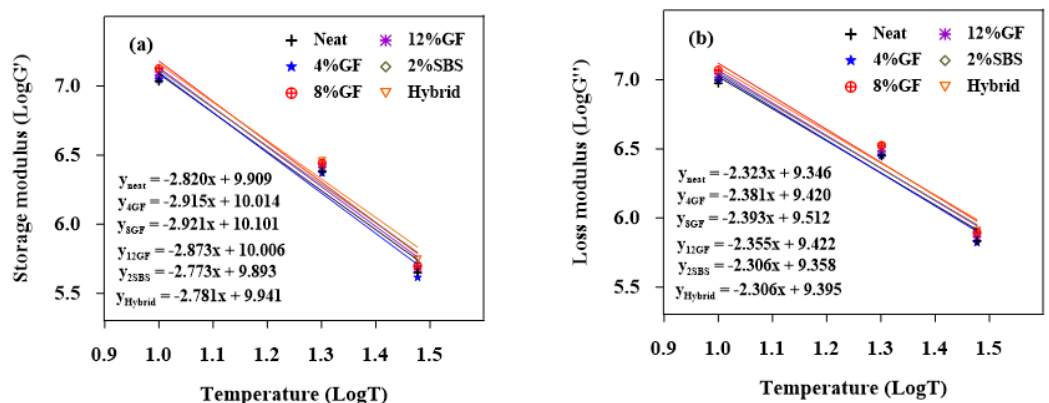 (a)
Neat
12%GF
4%GF
2%SBS
8%GF
Hybrid
Storage modulus (LogG')
7.0
6.5
6.0
5.5
y_neat = -2.820x + 9.909
y_4GF = -2.915x + 10.014
y_8GF = -2.921x + 10.101
y_12GF = -2.873x + 10.006
y_2SBS = -2.773x + 9.893
y_Hybrid = -2.781x + 9.941
0.9 1.0 1.1 1.2 1.3 1.4 1.5
Temperature (LogT)
(b)
Neat
12%GF
4%GF
2%SBS
8%GF
Hybrid
Loss modulus (LogG'')
7.0
6.5
6.0
5.5
y_neat = -2.323x + 9.346
y_4GF = -2.381x + 9.420
y_8GF = -2.393x + 9.512
y_12GF = -2.355x + 9.422
y_2SBS = -2.306x + 9.358
y_Hybrid = -2.306x + 9.395
0.9 1.0 1.1 1.2 1.3 1.4 1.5
Temperature (LogT)